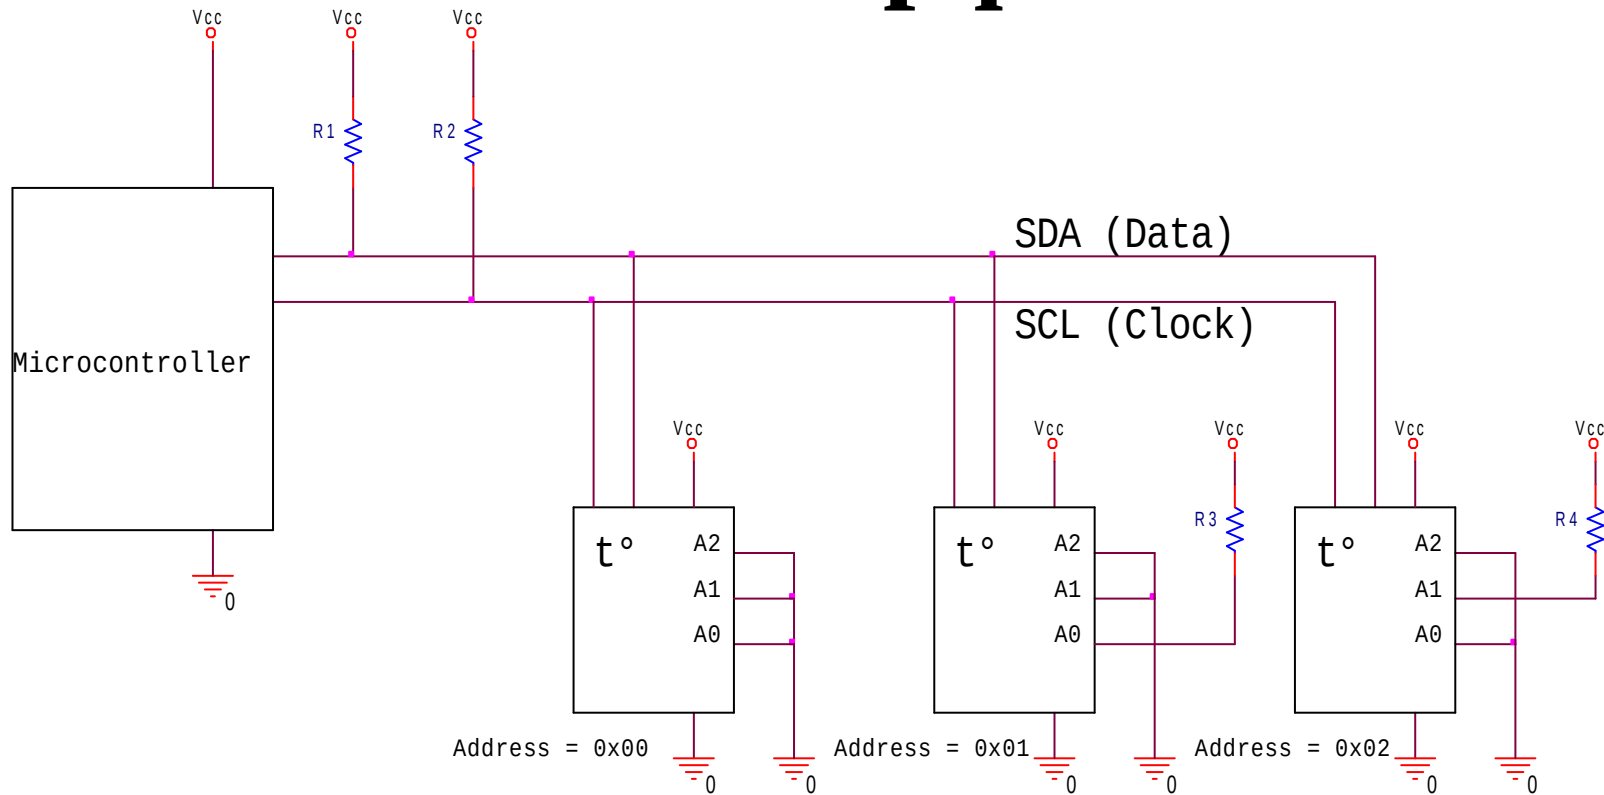 Vcc
Vcc
Vcc
R1
R2
SDA (Data)
SCL (Clock)
Microcontroller
0
Vcc
Vcc
Vcc
Vcc
Vcc
R3
R4
t°
A2
A1
A0
t°
A2
A1
A0
t°
A2
A1
A0
Address = 0x00
Address = 0x01
Address = 0x02
0
0
0
0
0
0